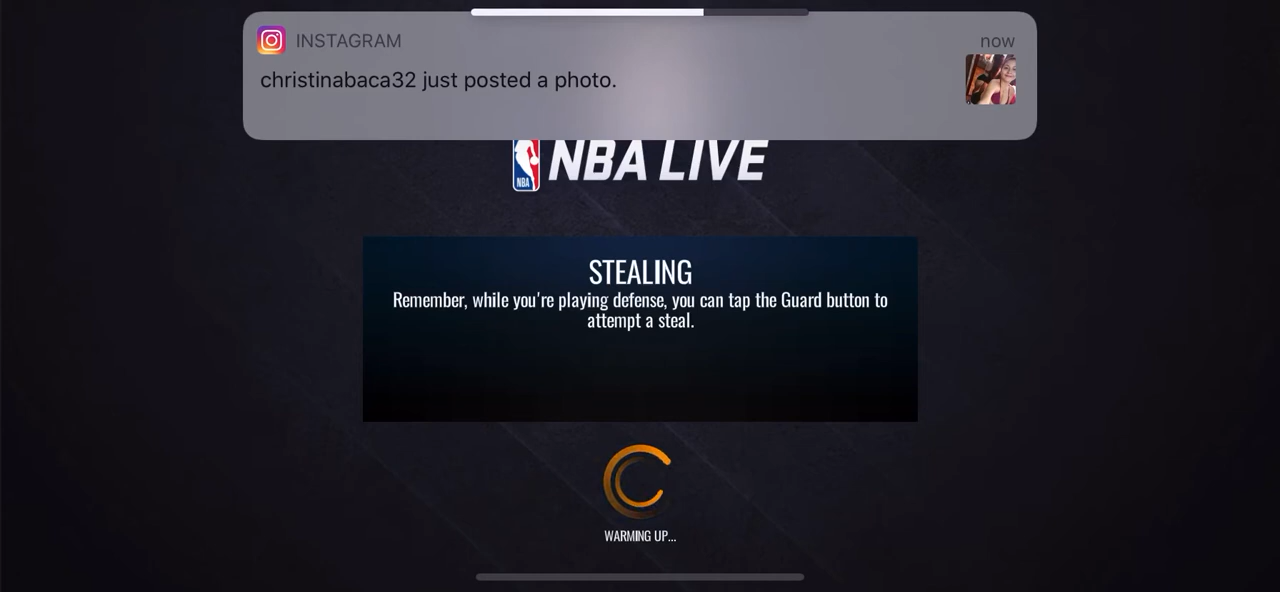 INSTAGRAM
now
christinabaca32 just posted a photo.
NBA
NBA LIVE
STEALING
Remember, while you're playing defense, you can tap the Guard button to
attempt a steal.
WARMING UP...